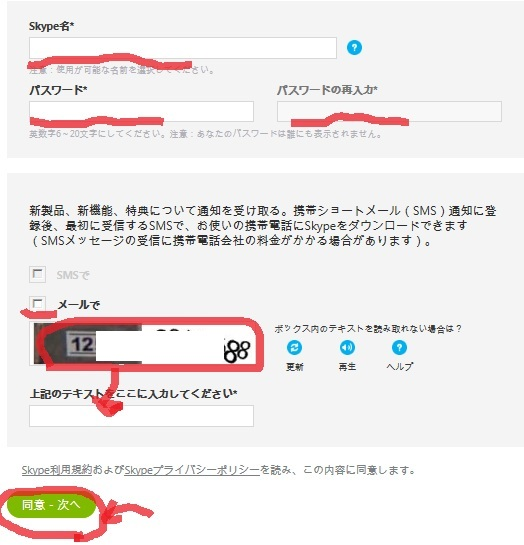 Skype名*
?
注意：使用が可能な名前を選択してください。
パスワード*
パスワードの再入力*
英数字6～20文字にしてください。注意：あなたのパスワードは誰にも表示されません。
新製品、新機能、特典について通知を受け取る。携帯ショートメール（SMS）通知に登
録後、最初に受信するSMSで、お使いの携帯電話にSkypeをダウンロードできます
（SMSメッセージの受信に携帯電話会社の料金がかかる場合があります）。
SMSで
メールで
12
ボックス内のテキストを読み取れない場合は？
?
更新
再生
ヘルプ
上記のテキストをここに入力してください*
Skype利用規約およびSkypeプライバシーポリシーを読み、この内容に同意します。
同意 - 次へ